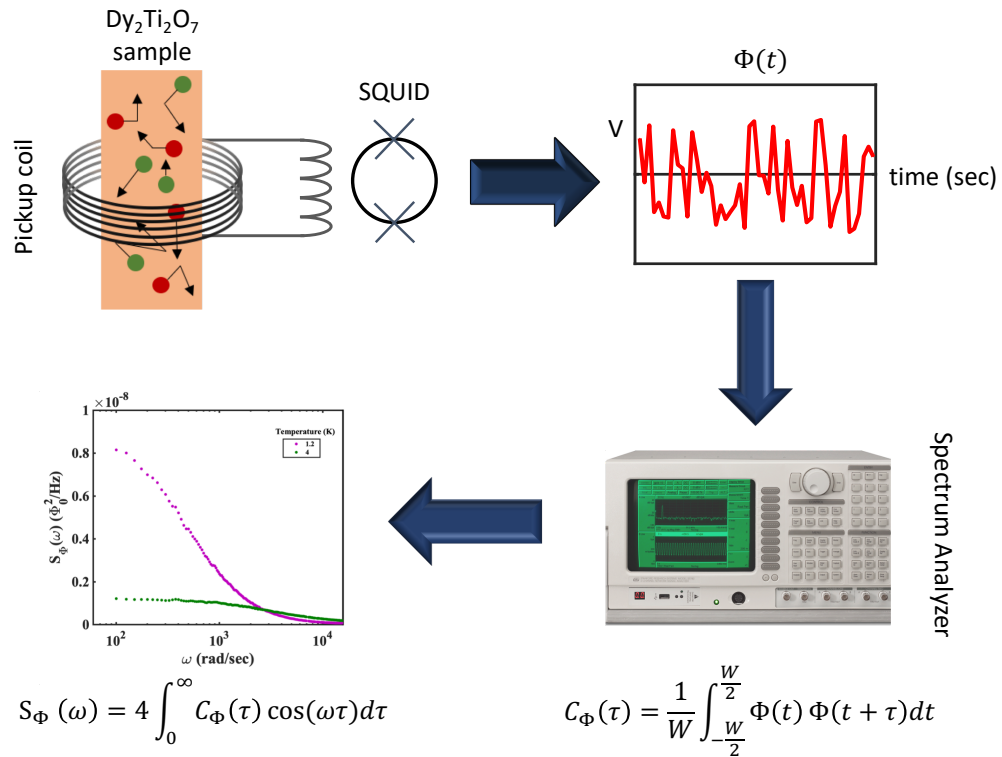 Dy₂Ti₂O₇
sample
Pickup coil
SQUID
Φ(t)
V
time (sec)
Spectrum Analyzer
×10⁻⁸
1
0.8
0.6
0.4
0.2
0
S_Φ(ω) (Φ₀²/Hz)
Temperature (K)
1.2
4
10² 10³ 10⁴
ω (rad/sec)
S_Φ (ω) = 4 ∫₀^∞ C_Φ(τ) cos(ωτ)dτ
C_Φ(τ) = 1/W ∫_{-W/2}^{W/2} Φ(t) Φ(t + τ)dt